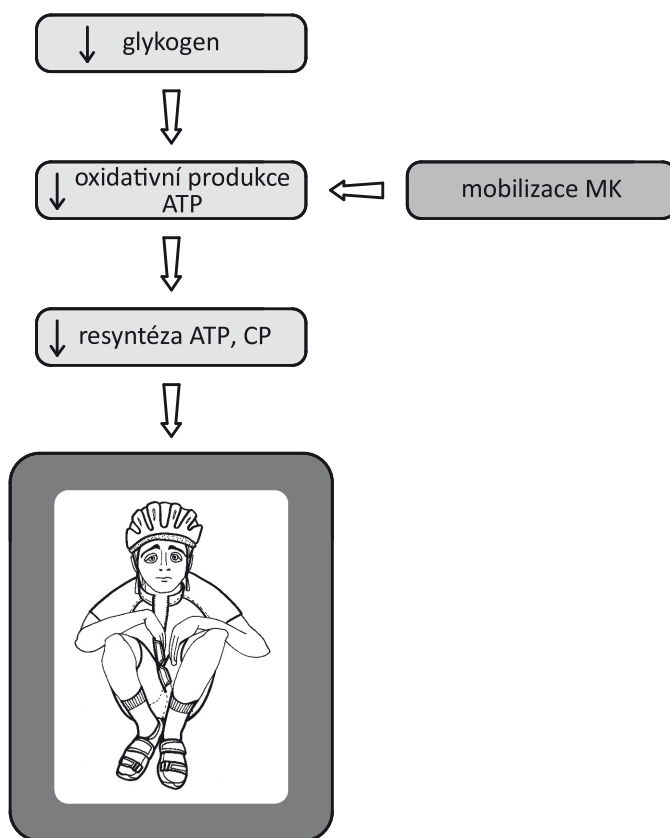 ↓ glykogen
↓ oxidativní produkce
ATP
mobilizace MK
↓ resyntéza ATP, CP